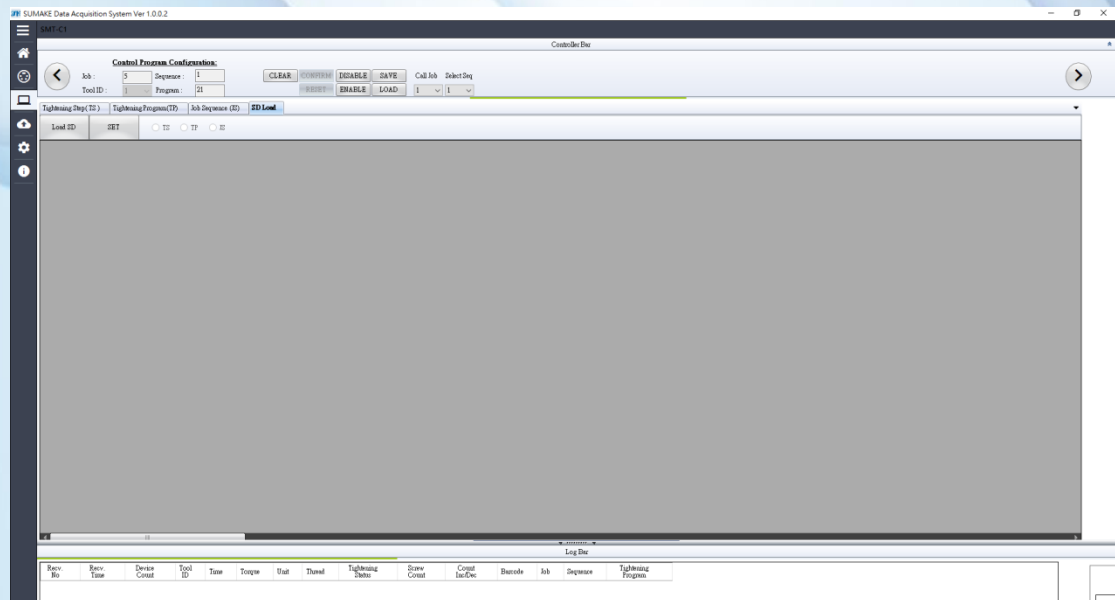 SUMAKE Data Acquisition System Ver 1.0.0.2
SMT-C1
Controller Bar
Control Program Configuration:
Job : 5 Sequence : 1 CLEAR CONFIRM DISABLE SAVE Call Job Select Seq
Tool ID : 1 Program : 21 RESET ENABLE LOAD 1 1
Tightening Step( TS ) Tightening Program(TP) Job Sequence (JS) SD Load
Load SD SET TS TP JS
Log Bar
Recv. No Recv. Time Device Count Tool ID Time Torque Unit Thread Tightening Status Screw Count Count Inc/Dec Barcode Job Sequence Tightening Program